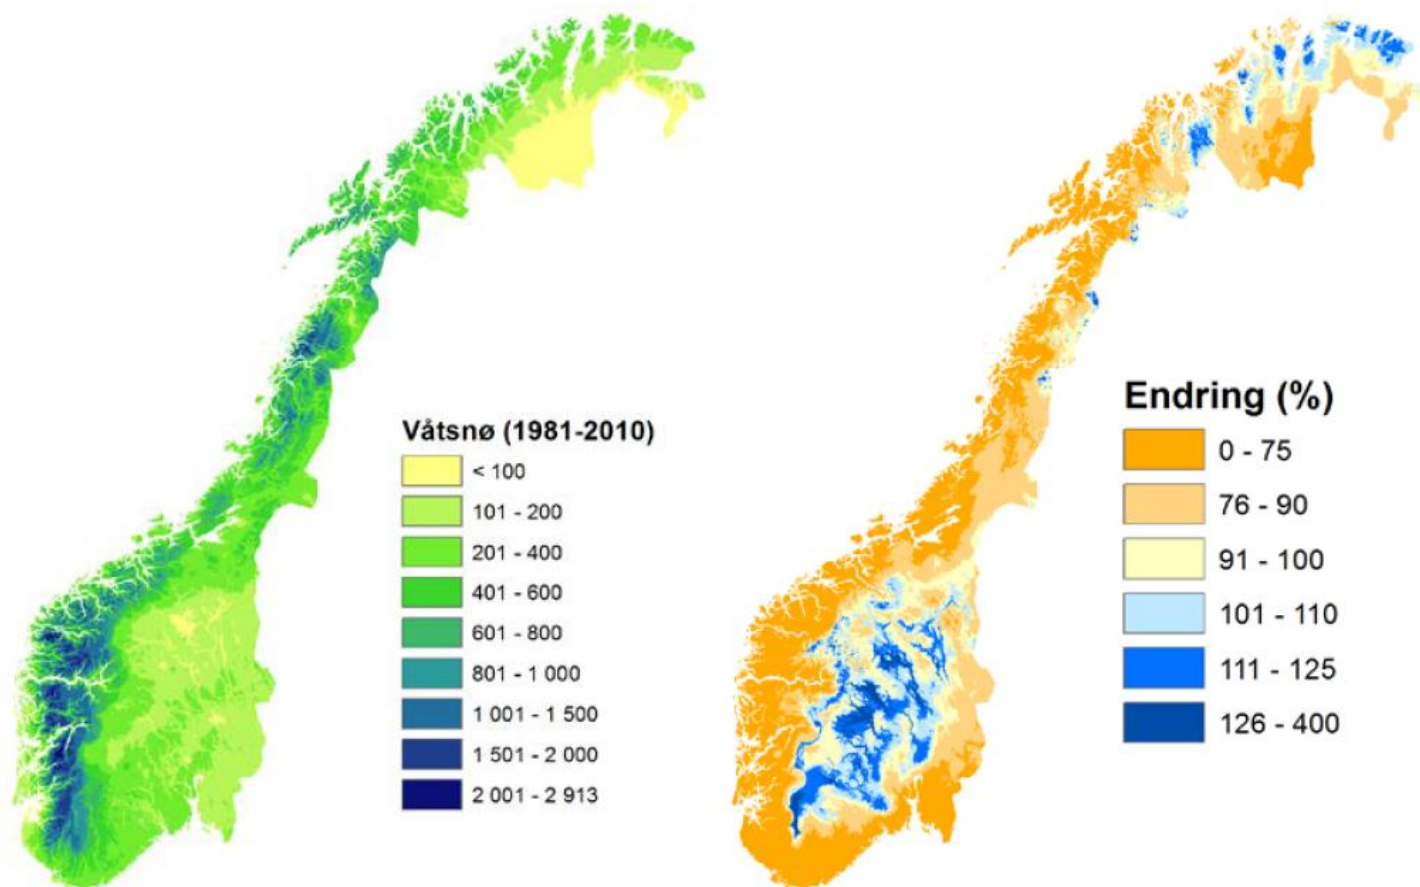 Våtsnø (1981-2010)
< 100
101 - 200
201 - 400
401 - 600
601 - 800
801 - 1 000
1 001 - 1 500
1 501 - 2 000
2 001 - 2 913
Endring (%)
0 - 75
76 - 90
91 - 100
101 - 110
111 - 125
126 - 400